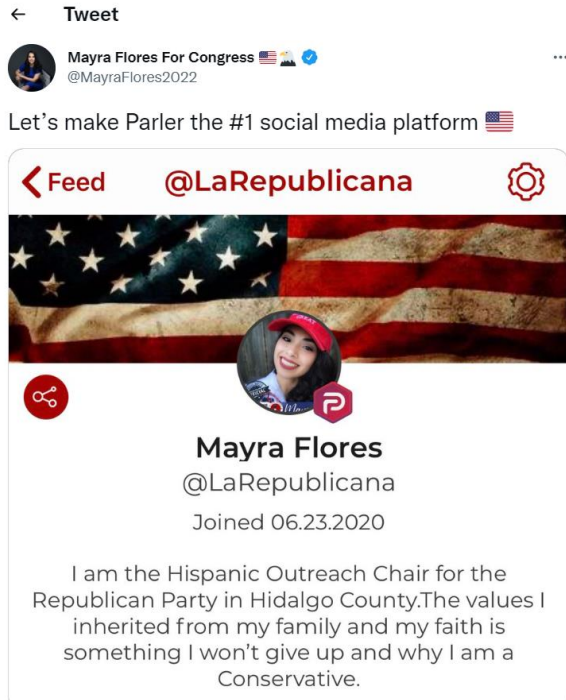 Tweet
Mayra Flores For Congress
@MayraFlores2022
Let's make Parler the #1 social media platform
Feed
@LaRepublicana
Mayra Flores
@LaRepublicana
Joined 06.23.2020
I am the Hispanic Outreach Chair for the
Republican Party in Hidalgo County.The values I
inherited from my family and my faith is
something I won't give up and why I am a
Conservative.